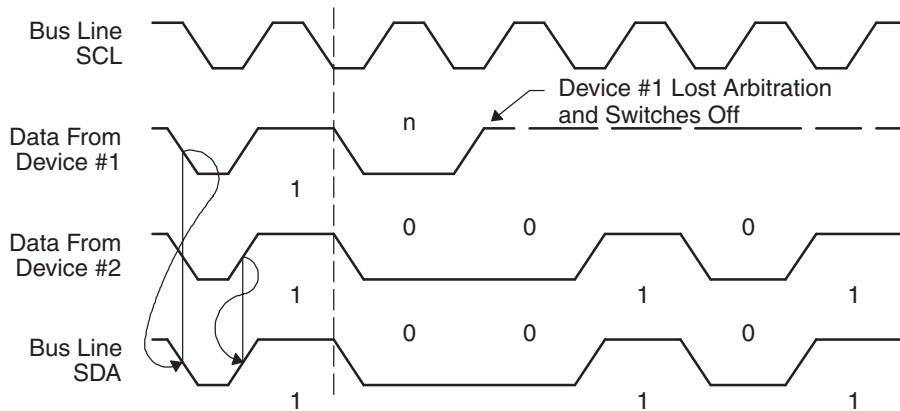 Bus Line
SCL
Device #1 Lost Arbitration
and Switches Off
n
Data From
Device #1
1
0 0 0
Data From
Device #2
1 1 1
0 0 0
Bus Line
SDA
1 1 1